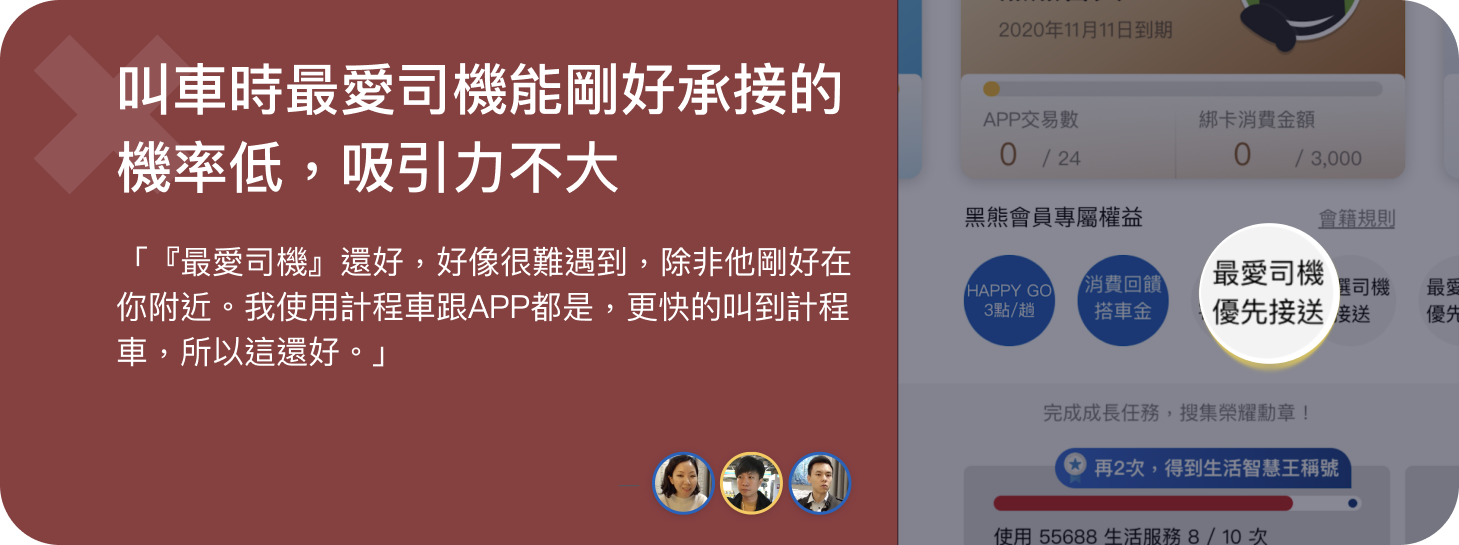 叫車時最愛司機能剛好承接的
機率低，吸引力不大
「『最愛司機』還好，好像很難遇到，除非他剛好在
你附近。我使用計程車跟APP都是，更快的叫到計程
車，所以這還好。」
2020年11月11日到期
APP交易數
0 / 24
綁卡消費金額
0 / 3,000
黑熊會員專屬權益
會籍規則
HAPPY GO
3點/趟
消費回饋
搭車金
最愛司機
優先接送
選司機
接送
最愛
優先
完成成長任務，搜集榮耀勳章！
再2次，得到生活智慧王稱號
使用 55688 生活服務 8 / 10 次